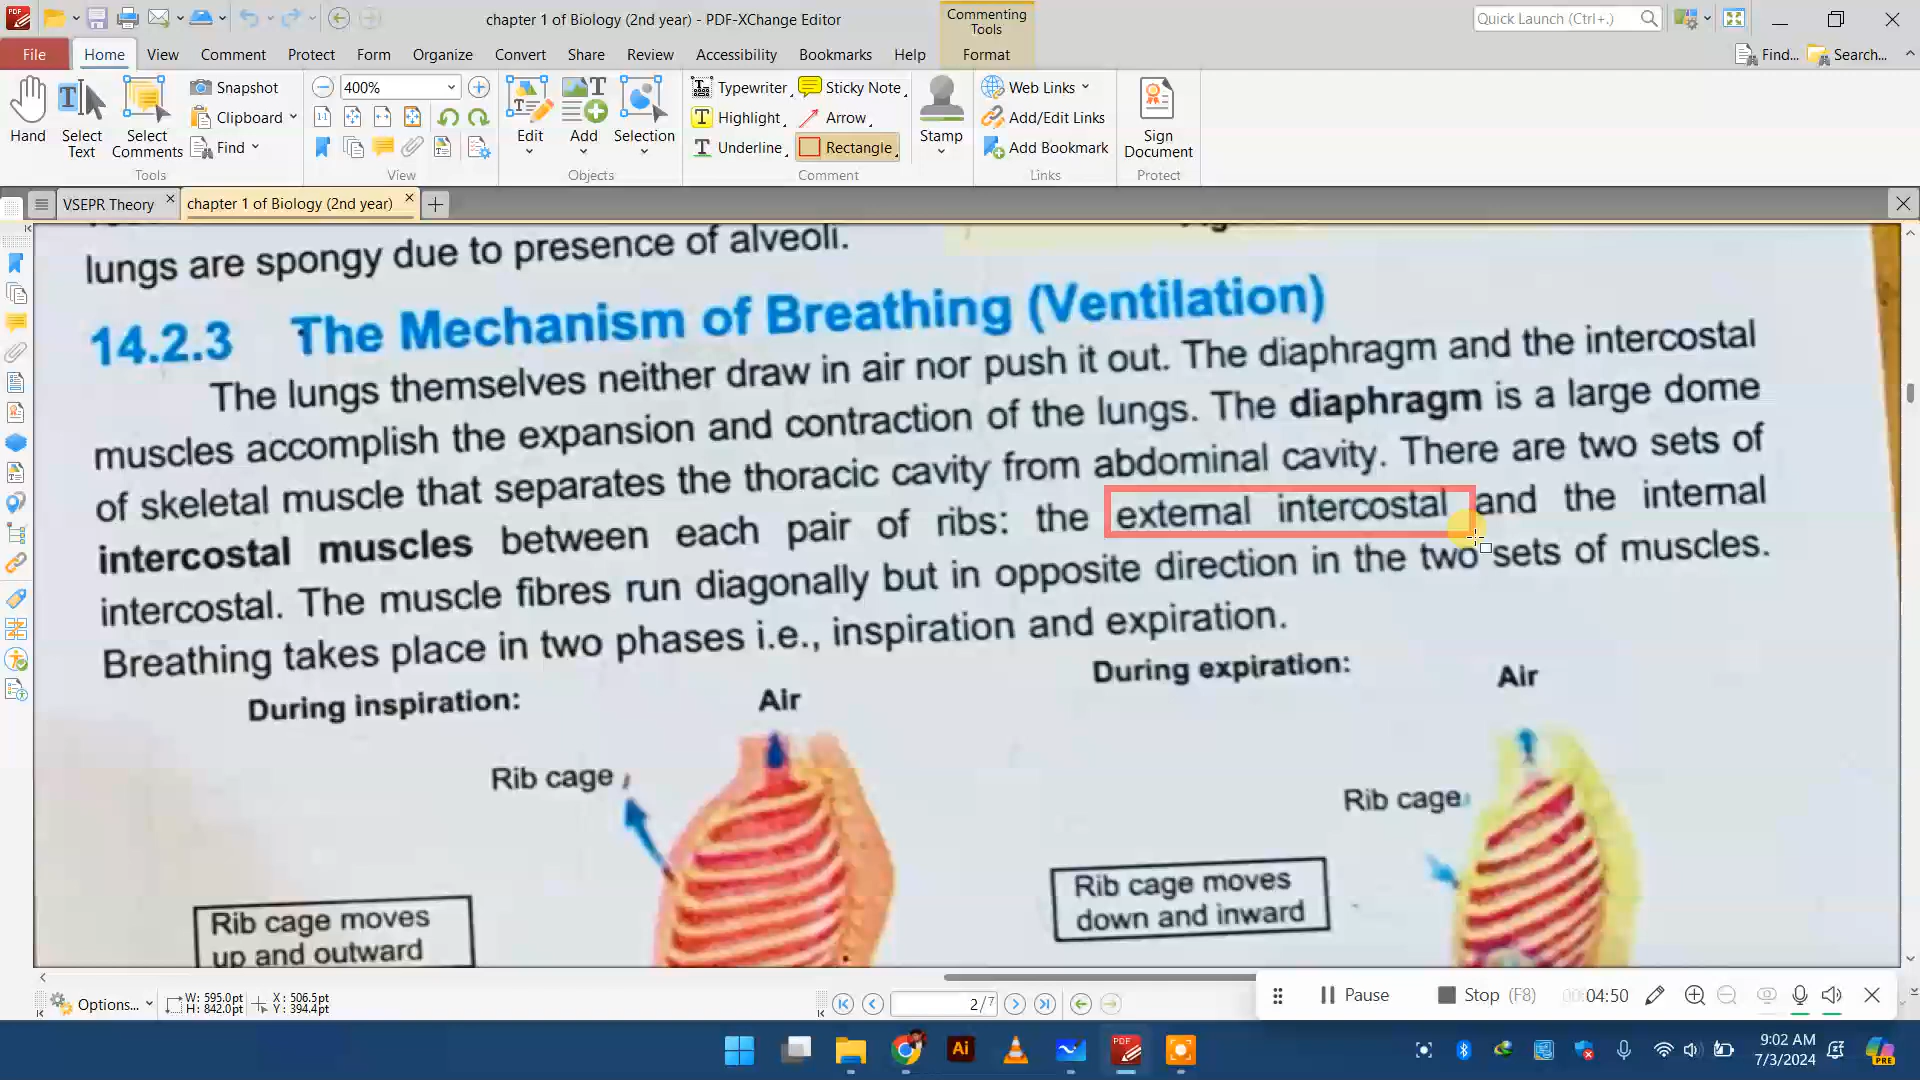 chapter 1 of Biology (2nd year) - PDF-XChange Editor
Commenting Tools
Quick Launch (Ctrl+.)
File Home View Comment Protect Form Organize Convert Share Review Accessibility Bookmarks Help Format
Find... Search...
Hand
Select Text
Select Comments
Snapshot
Clipboard
Find
Tools
400%
View
Edit
Add
Selection
Objects
Typewriter Sticky Note
Highlight Arrow
Underline Rectangle
Stamp
Comment
Web Links
Add/Edit Links
Add Bookmark
Links
Sign Document
Protect
VSEPR Theory
chapter 1 of Biology (2nd year)
lungs are spongy due to presence of alveoli.
14.2.3 The Mechanism of Breathing (Ventilation)
The lungs themselves neither draw in air nor push it out. The diaphragm and the intercostal
muscles accomplish the expansion and contraction of the lungs. The diaphragm is a large dome
of skeletal muscle that separates the thoracic cavity from abdominal cavity. There are two sets of
intercostal muscles between each pair of ribs: the external intercostal and the internal
intercostal. The muscle fibres run diagonally but in opposite direction in the two sets of muscles.
Breathing takes place in two phases i.e., inspiration and expiration.
During inspiration:
Air
Rib cage
Rib cage moves
up and outward
During expiration:
Air
Rib cage
Rib cage moves
down and inward
Options...
W: 595.0pt
H: 842.0pt
X: 506.5pt
Y: 394.4pt
2 / 7
Pause
Stop (F8)
00:04:50
9:02 AM
7/3/2024